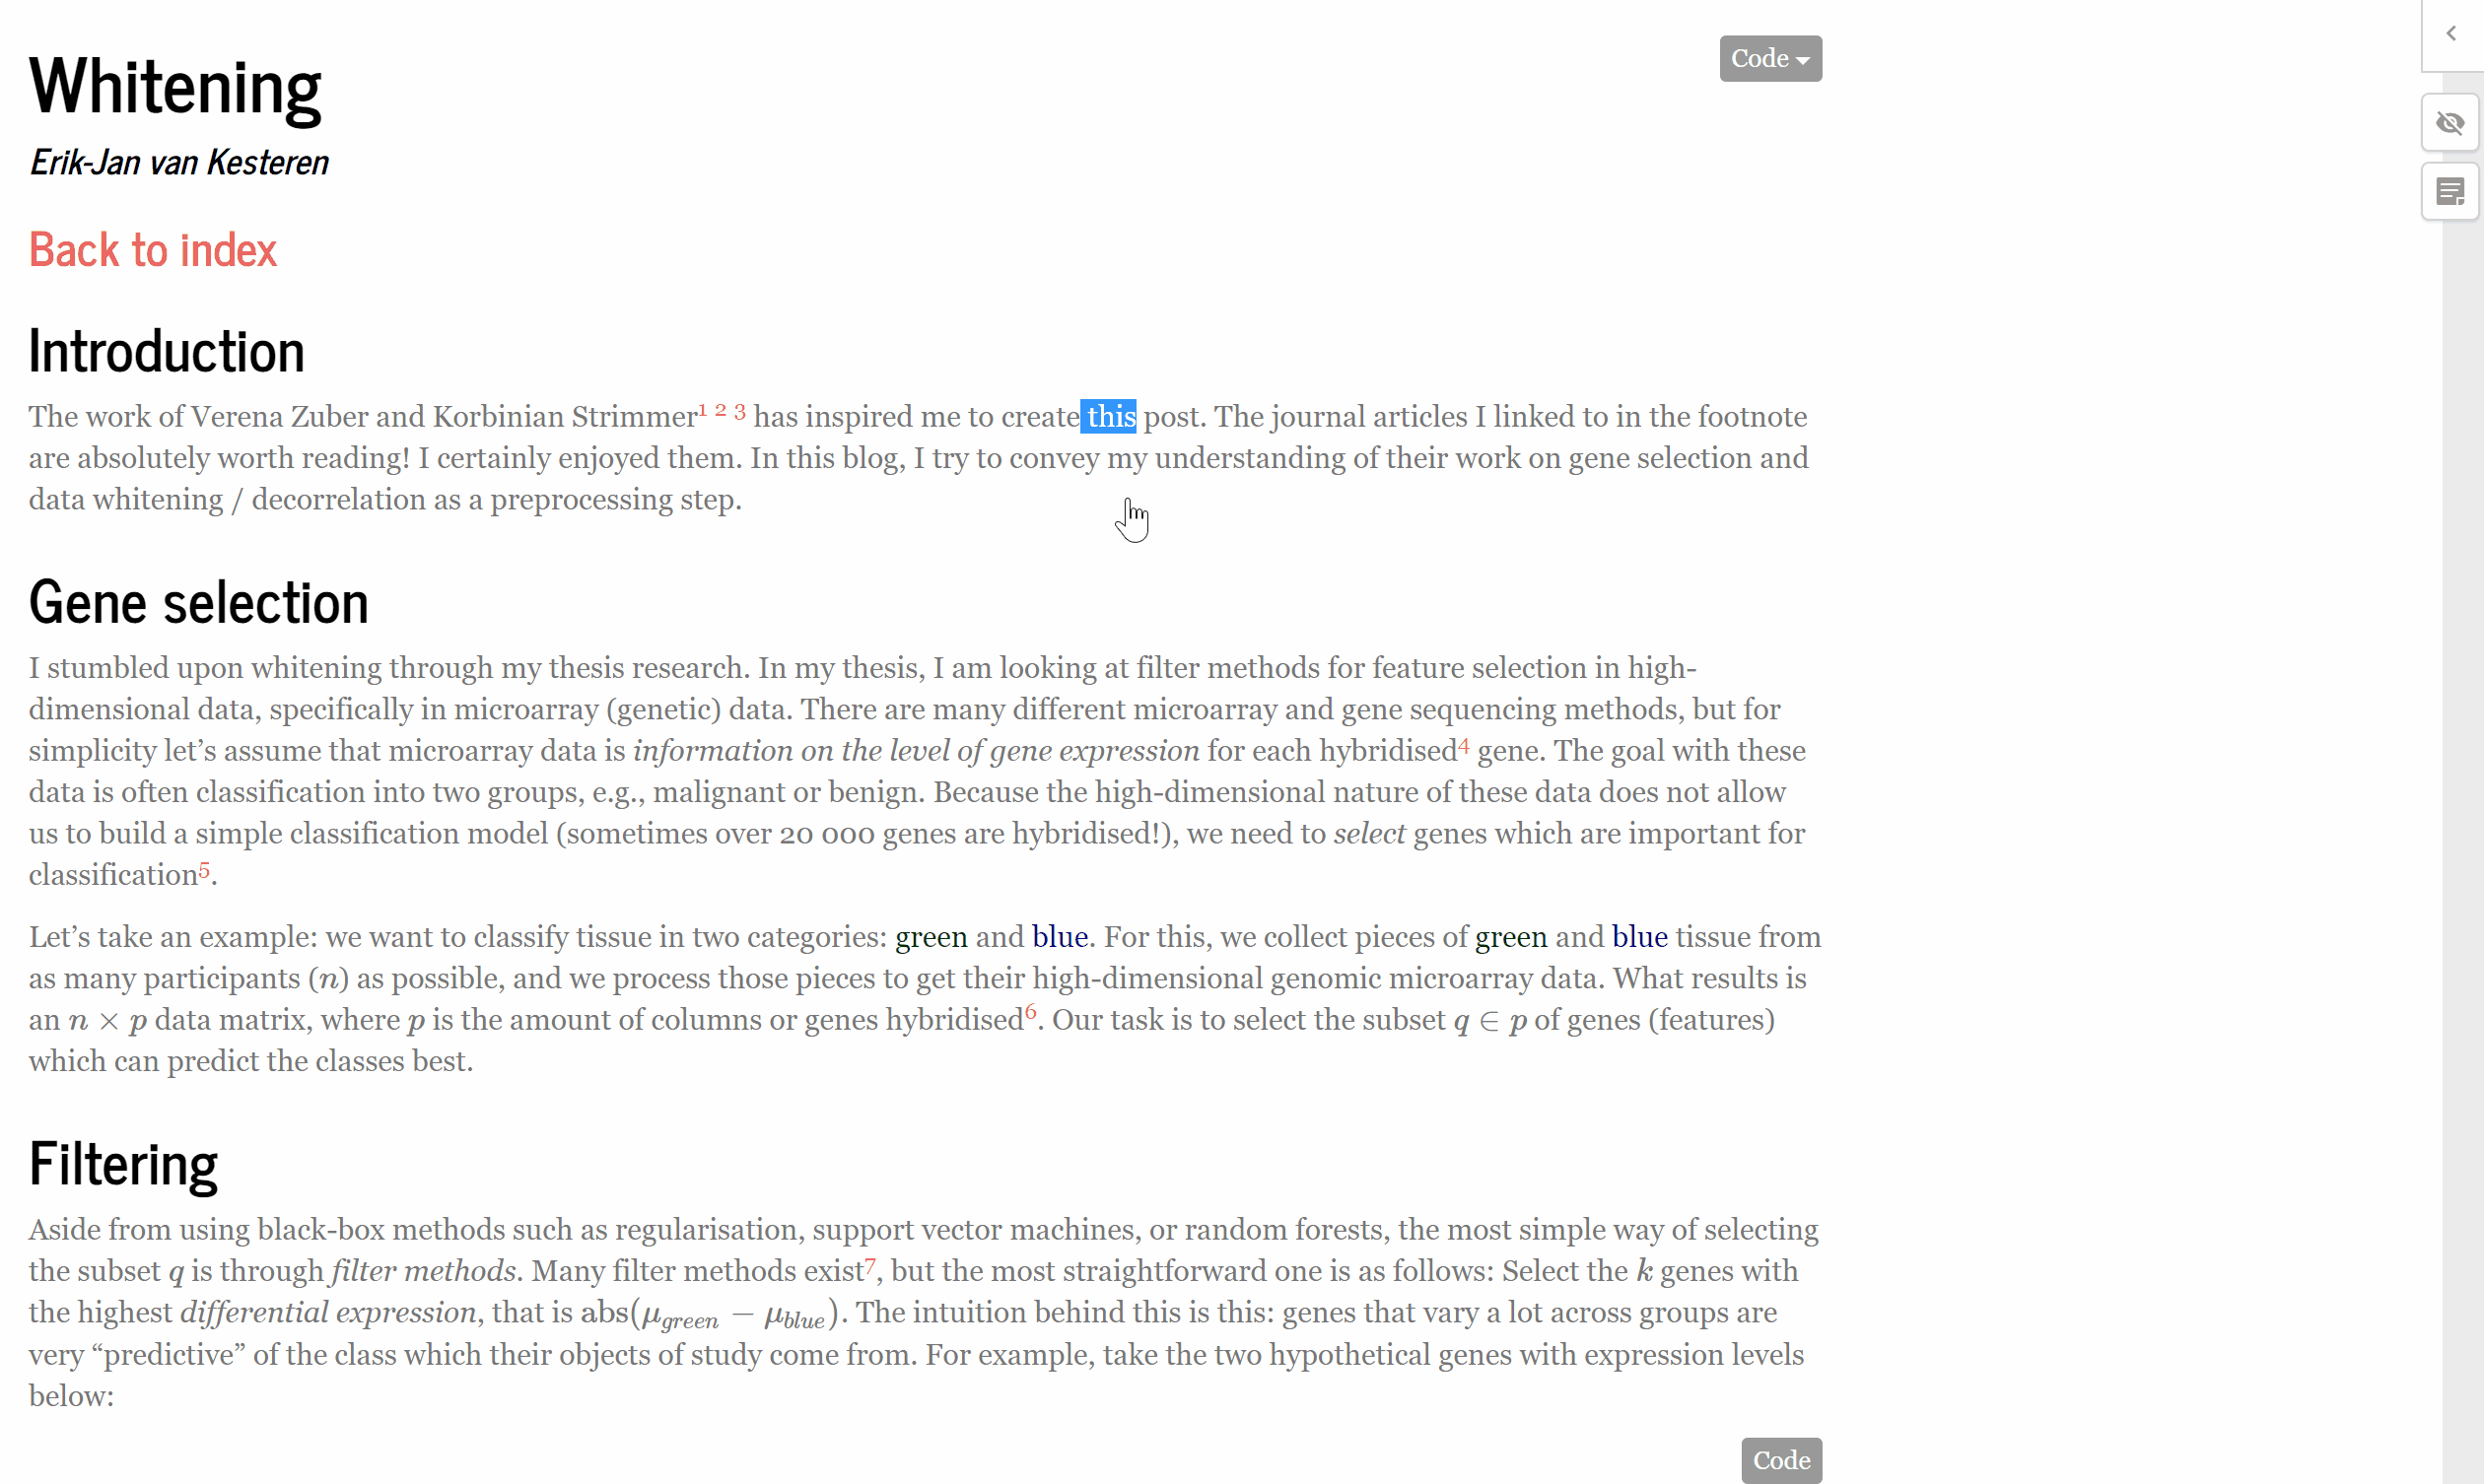 Code
Whitening
Erik-Jan van Kesteren
Back to index
Introduction
The work of Verena Zuber and Korbinian Strimmer1 2 3 has inspired me to create this post. The journal articles I linked to in the footnote
are absolutely worth reading! I certainly enjoyed them. In this blog, I try to convey my understanding of their work on gene selection and
data whitening / decorrelation as a preprocessing step.
Gene selection
I stumbled upon whitening through my thesis research. In my thesis, I am looking at filter methods for feature selection in high-
dimensional data, specifically in microarray (genetic) data. There are many different microarray and gene sequencing methods, but for
simplicity let’s assume that microarray data is information on the level of gene expression for each hybridised4 gene. The goal with these
data is often classification into two groups, e.g., malignant or benign. Because the high-dimensional nature of these data does not allow
us to build a simple classification model (sometimes over 20 000 genes are hybridised!), we need to select genes which are important for
classification5.
Let’s take an example: we want to classify tissue in two categories: green and blue. For this, we collect pieces of green and blue tissue from
as many participants (n) as possible, and we process those pieces to get their high-dimensional genomic microarray data. What results is
an n × p data matrix, where p is the amount of columns or genes hybridised6. Our task is to select the subset q ∈ p of genes (features)
which can predict the classes best.
Filtering
Aside from using black-box methods such as regularisation, support vector machines, or random forests, the most simple way of selecting
the subset q is through filter methods. Many filter methods exist7, but the most straightforward one is as follows: Select the k genes with
the highest differential expression, that is abs(μgreen − μblue). The intuition behind this is this: genes that vary a lot across groups are
very “predictive” of the class which their objects of study come from. For example, take the two hypothetical genes with expression levels
below:
Code